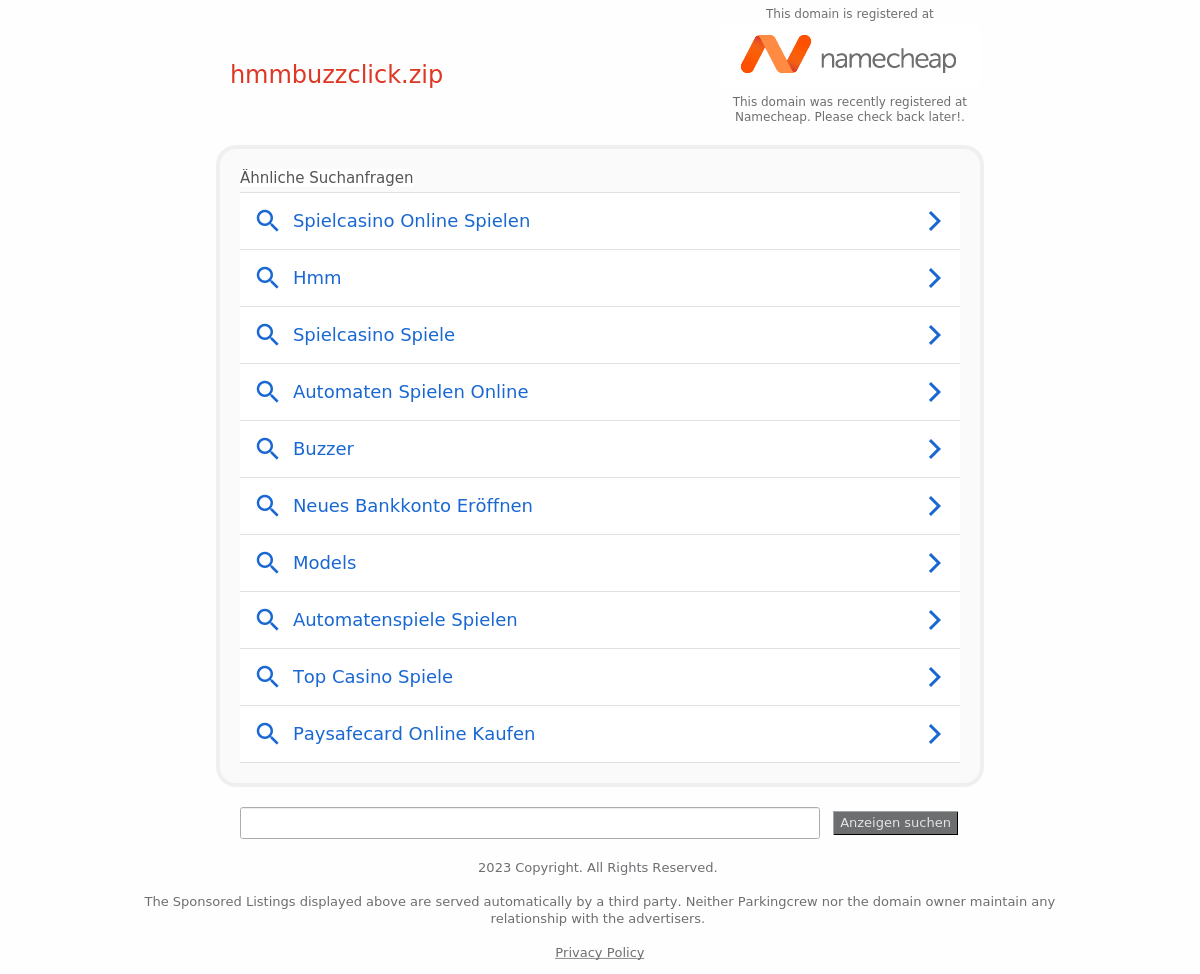 This domain is registered at
namecheap
hmmbuzzclick.zip
This domain was recently registered at
Namecheap. Please check back later!.
Ähnliche Suchanfragen
Spielcasino Online Spielen
Hmm
Spielcasino Spiele
Automaten Spielen Online
Buzzer
Neues Bankkonto Eröffnen
Models
Automatenspiele Spielen
Top Casino Spiele
Paysafecard Online Kaufen
Anzeigen suchen
2023 Copyright. All Rights Reserved.
The Sponsored Listings displayed above are served automatically by a third party. Neither Parkingcrew nor the domain owner maintain any
relationship with the advertisers.
Privacy Policy